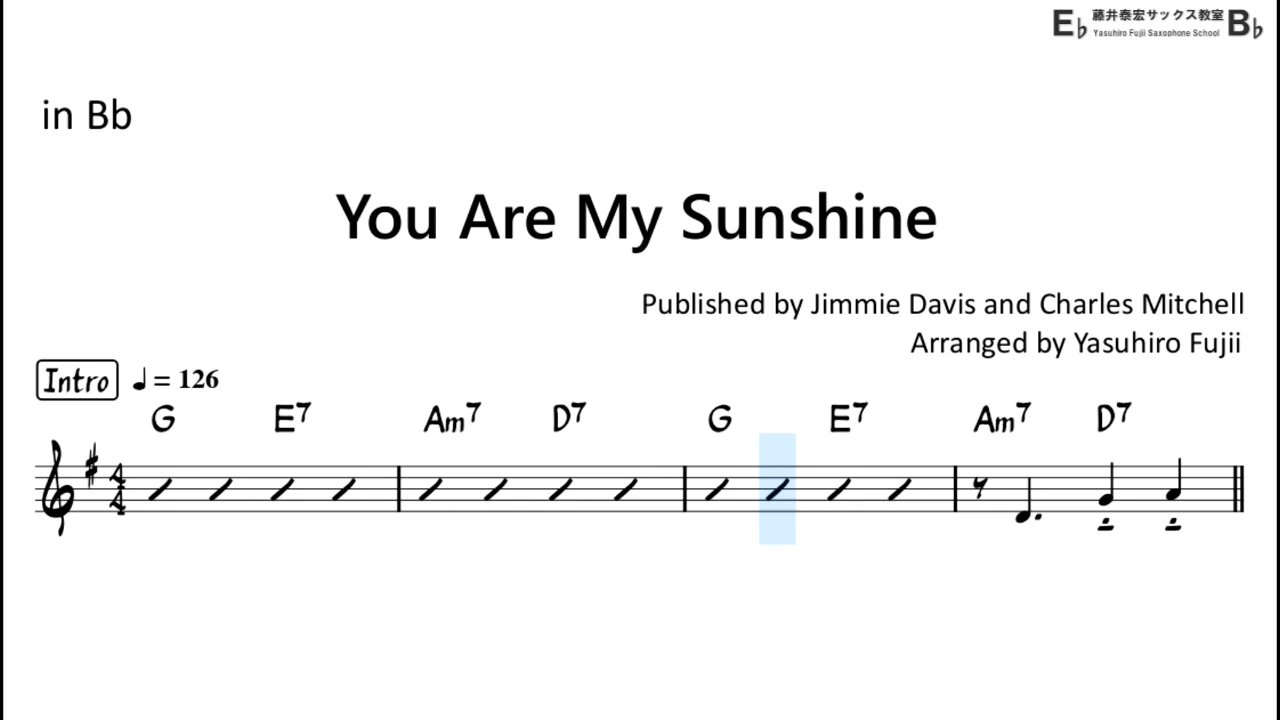 E♭ 藤井泰宏サックス教室 B♭
Yasuhiro Fujii Saxophone School
in Bb
You Are My Sunshine
Published by Jimmie Davis and Charles Mitchell
Arranged by Yasuhiro Fujii
Intro ♩= 126
G E7 Am7 D7 G E7 Am7 D7
4
4